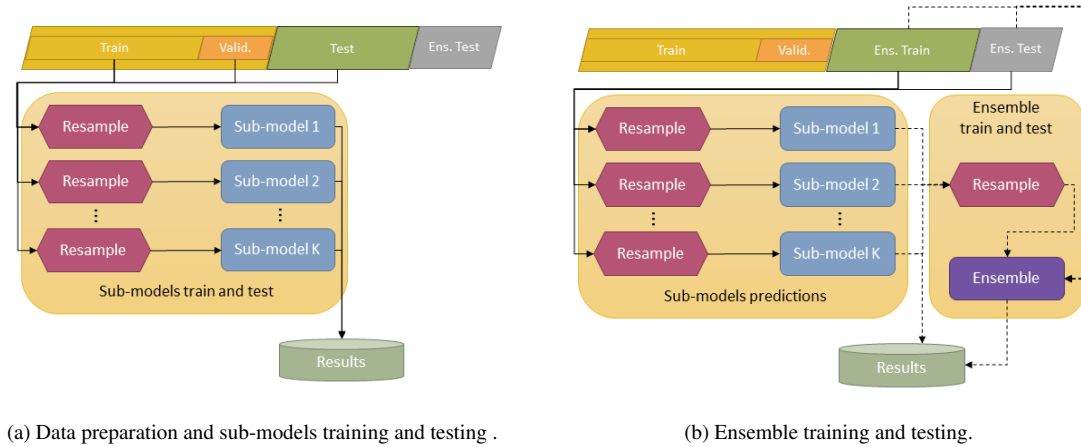 Train
Valid.
Test
Ens. Test
Resample
Sub-model 1
Resample
Sub-model 2
Resample
Sub-model K
Sub-models train and test
Results
(a) Data preparation and sub-models training and testing .
Train
Valid.
Ens. Train
Ens. Test
Resample
Sub-model 1
Resample
Sub-model 2
Resample
Sub-model K
Sub-models predictions
Ensemble
train and test
Resample
Ensemble
Results
(b) Ensemble training and testing.